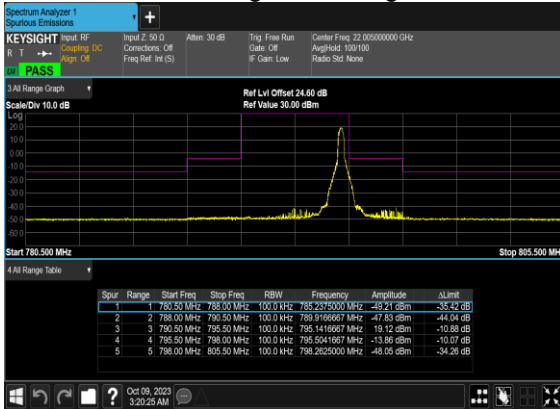 Spectrum Analyzer 1
Spurious Emissions
+
KEYSIGHT Input: RF Input Z: 50 Ω Atten: 30 dB Trig: Free Run Center Freq: 22.005000000 GHz
R T Coupling: DC Corrections: Off Gate: Off Avg|Hold: 100/100
Align: Off Freq Ref: Int (S) IF Gain: Low Radio Std: None
PASS
3 All Range Graph
Ref Lvl Offset 24.60 dB
Scale/Div 10.0 dB Ref Value 30.00 dBm
Log
20.0
10.0
0.00
-10.0
-20.0
-30.0
-40.0
-50.0
-60.0
Start 780.500 MHz Stop 805.500 MH
4 All Range Table
Spur Range Start Freq Stop Freq RBW Frequency Amplitude ΔLimit
1 1 780.50 MHz 788.00 MHz 100.0 kHz 785.2375000 MHz -49.21 dBm -35.42 dB
2 2 788.00 MHz 790.50 MHz 100.0 kHz 789.9166667 MHz -47.83 dBm -44.04 dB
3 3 790.50 MHz 795.50 MHz 100.0 kHz 795.1416667 MHz 19.12 dBm -10.88 dB
4 4 795.50 MHz 798.00 MHz 100.0 kHz 795.5041667 MHz -13.86 dBm -10.07 dB
5 5 798.00 MHz 805.50 MHz 100.0 kHz 798.2625000 MHz -48.05 dBm -34.26 dB
? Oct 09, 2023
3:20:25 AM